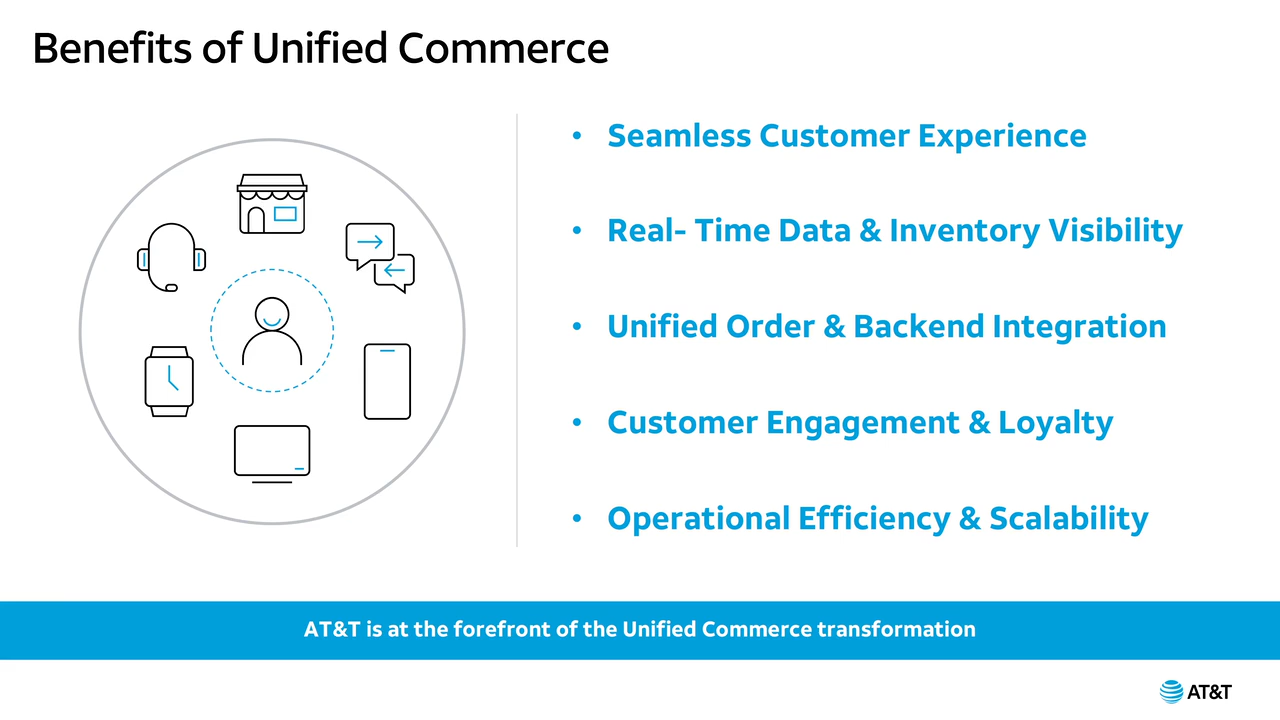 Benefits of Unified Commerce
• Seamless Customer Experience
• Real- Time Data & Inventory Visibility
• Unified Order & Backend Integration
• Customer Engagement & Loyalty
• Operational Efficiency & Scalability
AT&T is at the forefront of the Unified Commerce transformation
AT&T